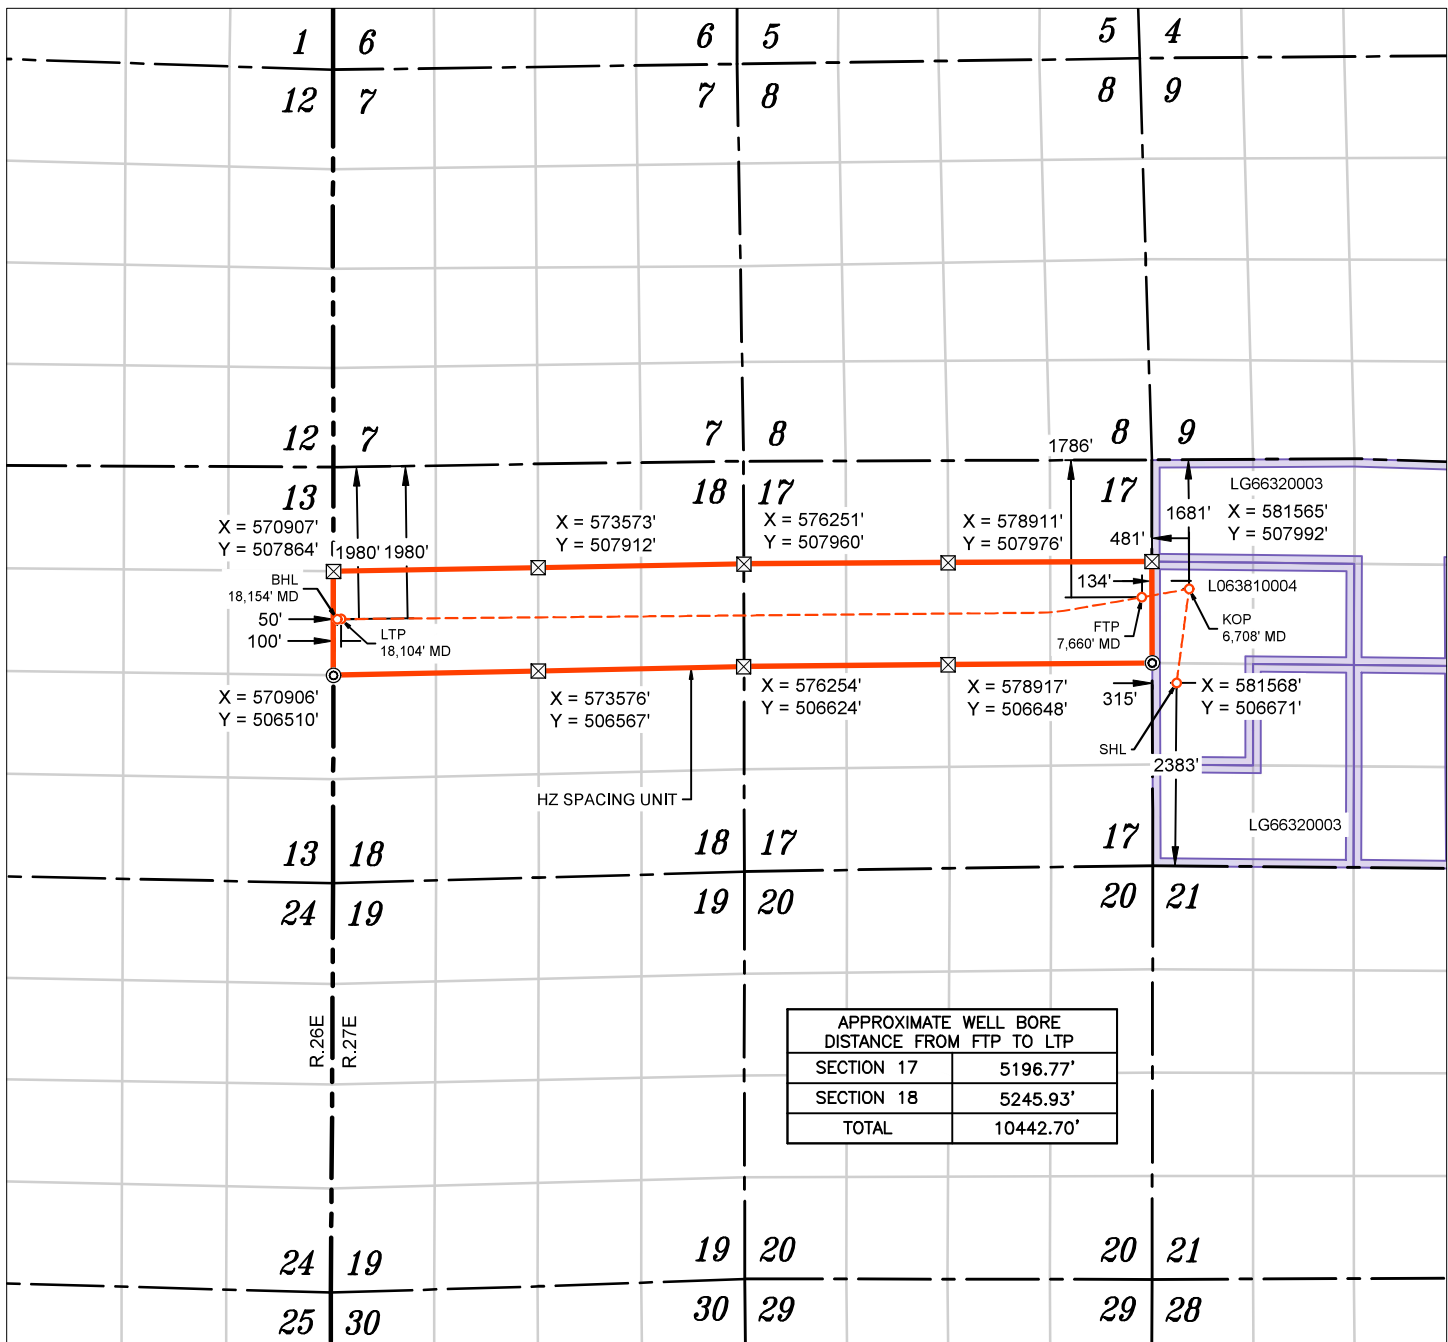 1 6
6 5
5 4
12 7
7 8
8 9
12 7
7 8
8 9
1786'
13
18 17
17
LG66320003
1681'
X = 581565'
Y = 507992'
X = 570907'
Y = 507864'
X = 573573'
Y = 507912'
X = 576251'
Y = 507960'
X = 578911'
Y = 507976'
481'
1980' 1980'
BHL
18,154' MD
134'
L063810004
50'
100'
LTP
18,104' MD
FTP
7,660' MD
KOP
6,708' MD
X = 570906'
Y = 506510'
X = 573576'
Y = 506567'
X = 576254'
Y = 506624'
X = 578917'
Y = 506648'
315'
X = 581568'
Y = 506671'
SHL
2383'
HZ SPACING UNIT
LG66320003
13 18
18 17
17
24 19
19 20
20 21
R.26E
R.27E
APPROXIMATE WELL BORE
DISTANCE FROM FTP TO LTP
SECTION 17 5196.77'
SECTION 18 5245.93'
TOTAL 10442.70'
24 19
19 20
20 21
25 30
30 29
29 28